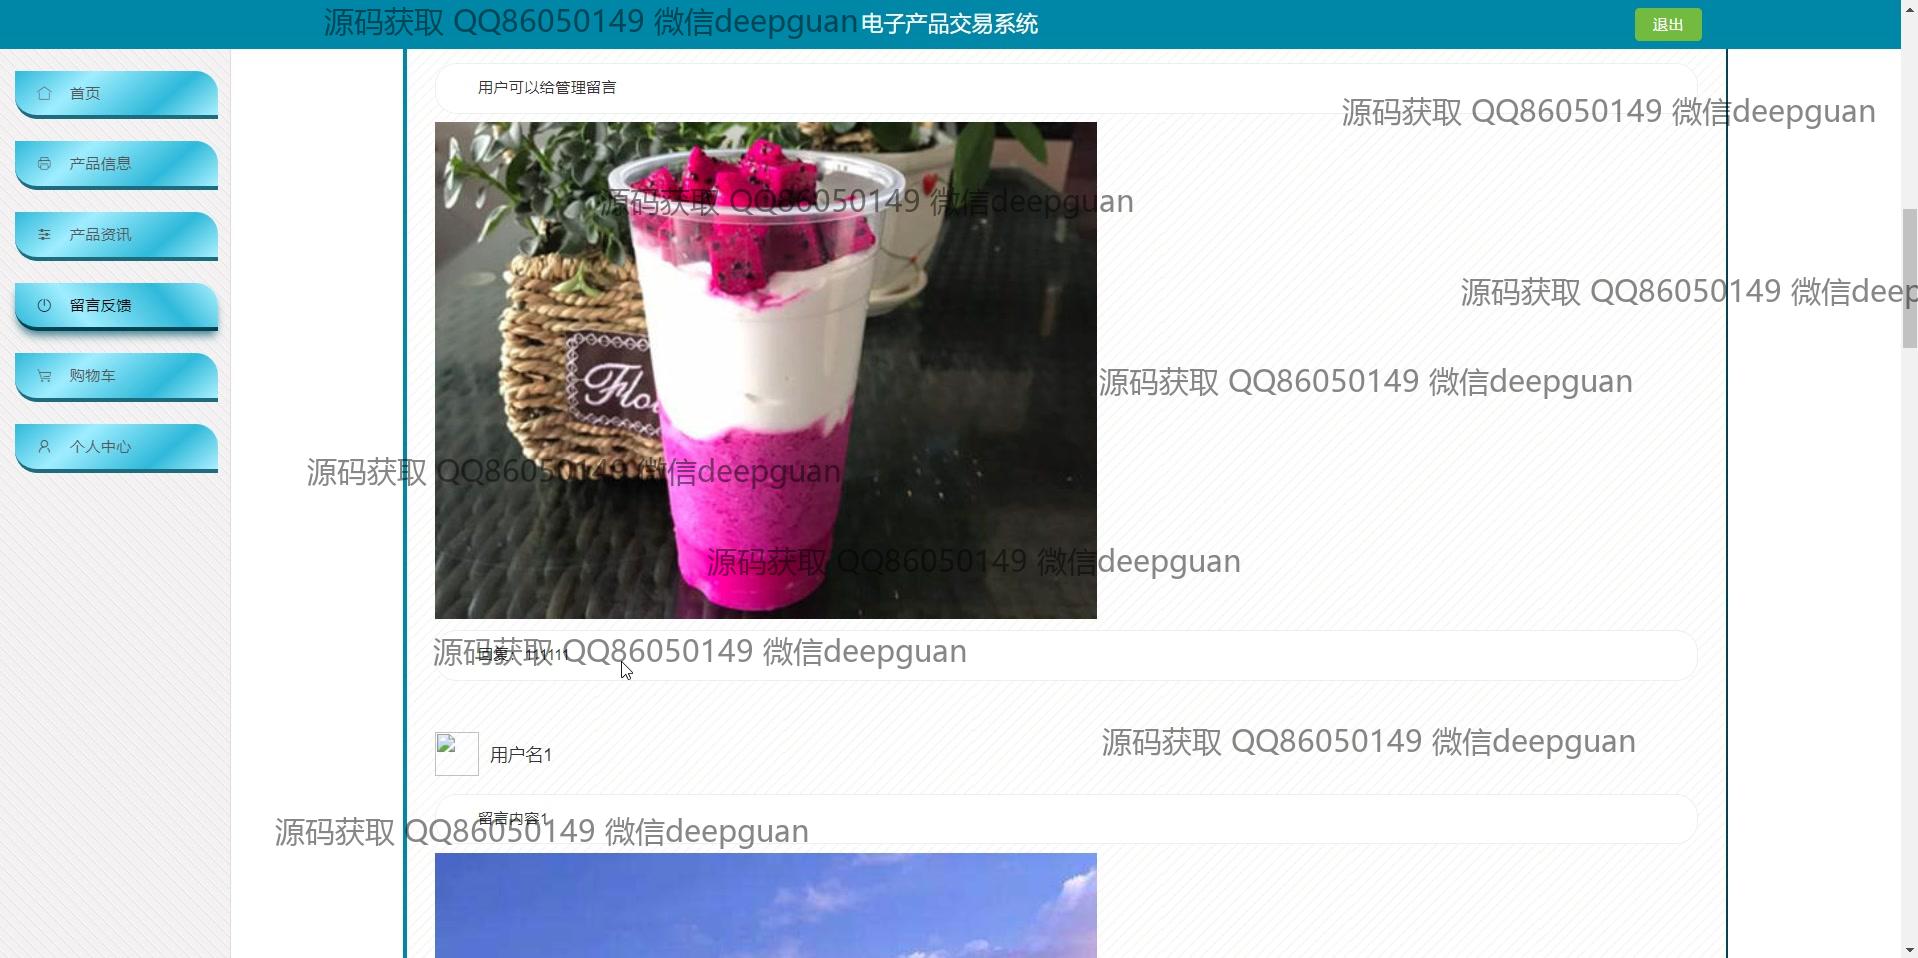 源码获取 QQ86050149 微信deepguan
电子产品交易系统
退出
首页
产品信息
产品资讯
留言反馈
购物车
个人中心
用户可以给管理留言
源码获取 QQ86050149 微信deepguan
源码获取 QQ86050149 微信deepguan
源码获取 QQ86050149 微信deep
源码获取 QQ86050149 微信deepguan
Flo
源码获取 QQ86050149 微信deepguan
源码获取 QQ86050149 微信deepguan
源码获取 QQ86050149 微信deepguan
回复：111111
用户名1
源码获取 QQ86050149 微信deepguan
留言内容1
源码获取 QQ86050149 微信deepguan